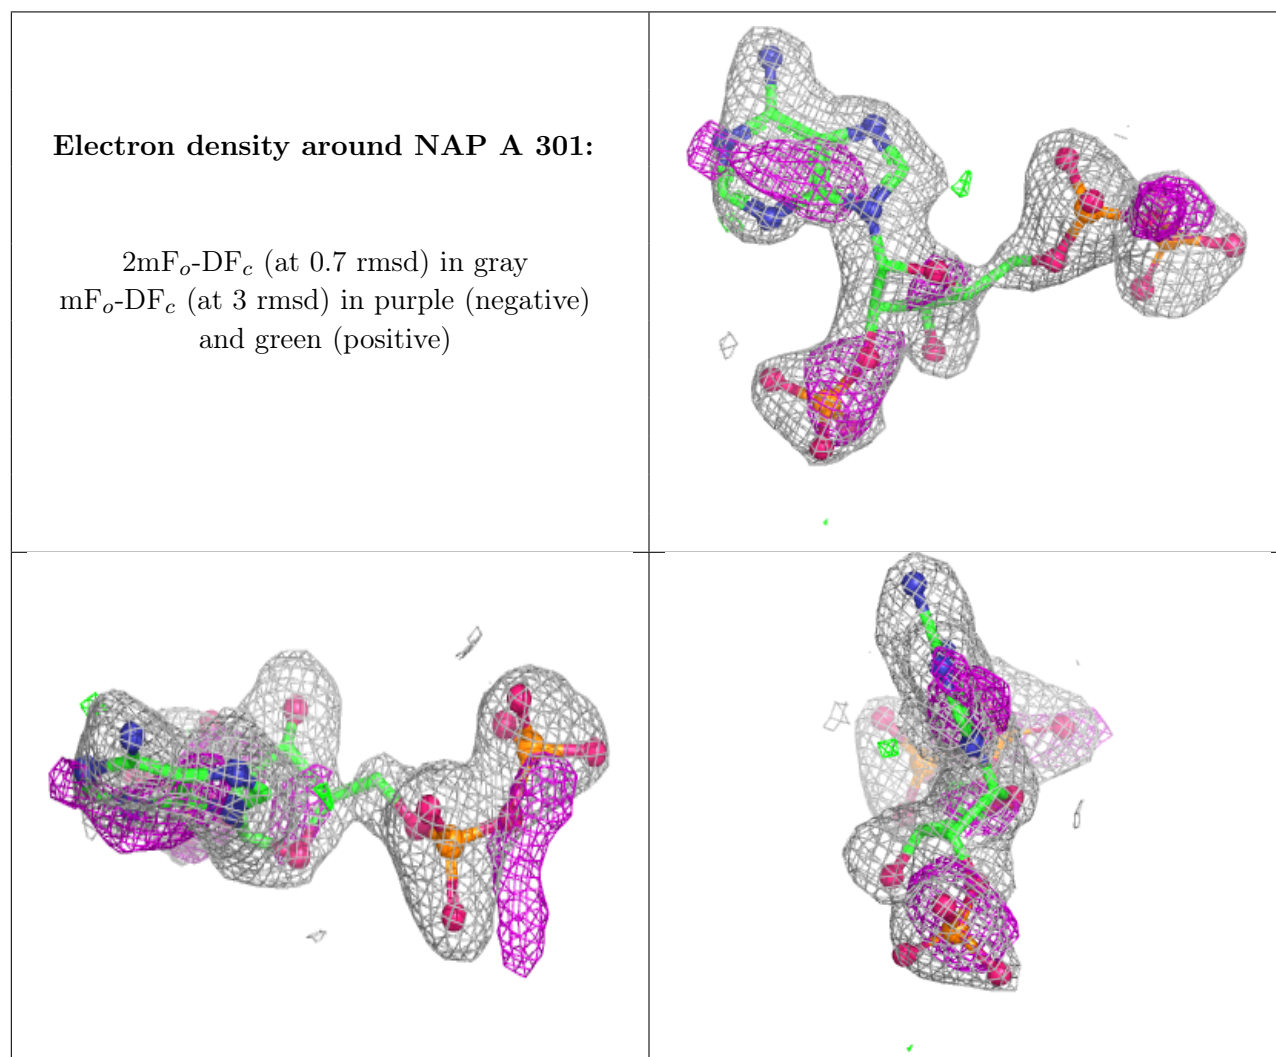 Electron density around NAP A 301:
2mFo-DFc (at 0.7 rmsd) in gray
mFo-DFc (at 3 rmsd) in purple (negative)
and green (positive)